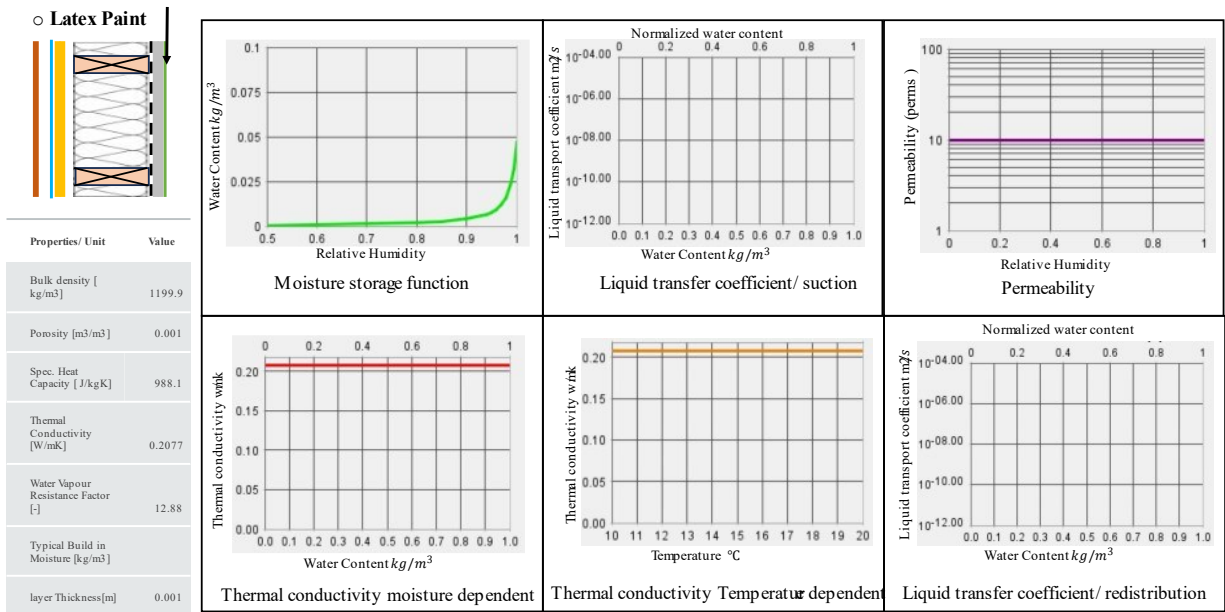 ○ Latex Paint
Properties/ Unit Value
Bulk density [
kg/m3] 1199.9
Porosity [m3/m3] 0.001
Spec. Heat
Capacity [ J/kgK] 988.1
Thermal
Conductivity
[W/mK] 0.2077
Water Vapour
Resistance Factor
[-] 12.88
Typical Build in
Moisture [kg/m3]
layer Thickness[m] 0.001
Water Content kg/m³
0.1
0.075
0.05
0.025
0
0.5 0.6 0.7 0.8 0.9 1
Relative Humidity
Moisture storage function
Normalized water content
0 0.2 0.4 0.6 0.8 1
Liquid transport coefficient m2/s
10-04.00
10-06.00
10-08.00
10-10.00
10-12.00
0.0 0.1 0.2 0.3 0.4 0.5 0.6 0.7 0.8 0.9 1.0
Water Content kg/m³
Liquid transfer coefficient/ suction
Permeability (perms )
100
10
1
0 0.2 0.4 0.6 0.8 1
Relative Humidity
Permeability
0 0.2 0.4 0.6 0.8 1
Thermal conductivity w/mk
0.20
0.15
0.10
0.05
0.00
0.0 0.1 0.2 0.3 0.4 0.5 0.6 0.7 0.8 0.9 1.0
Water Content kg/m³
Thermal conductivity moisture dependent
Thermal conductivity w/mk
0.20
0.15
0.10
0.05
0.00
10 11 12 13 14 15 16 17 18 19 20
Temperature °C
Thermal conductivity Temperature dependent
Normalized water content
0 0.2 0.4 0.6 0.8 1
Liquid transport coefficient m2/s
10-04.00
10-06.00
10-08.00
10-10.00
10-12.00
0.0 0.1 0.2 0.3 0.4 0.5 0.6 0.7 0.8 0.9 1.0
Water Content kg/m³
Liquid transfer coefficient/ redistribution